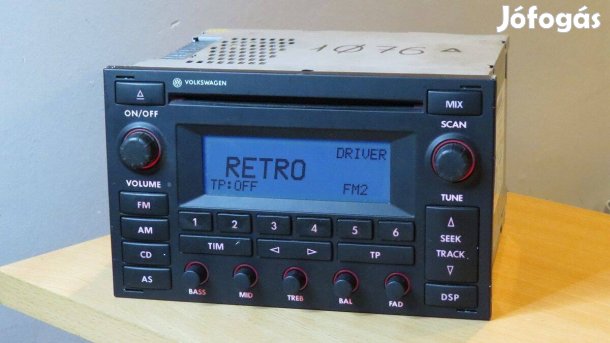 Jófogás
1076
VOLKSWAGEN
ON/OFF
MIX
SCAN
DRIVER
RETRO
TP:OFF
FM2
VOLUME
TUNE
FM
1 2 3 4 5 6
AM
TIM
TP
SEEK
TRACK
CD
AS
BASS MID TREB BAL FAD
DSP